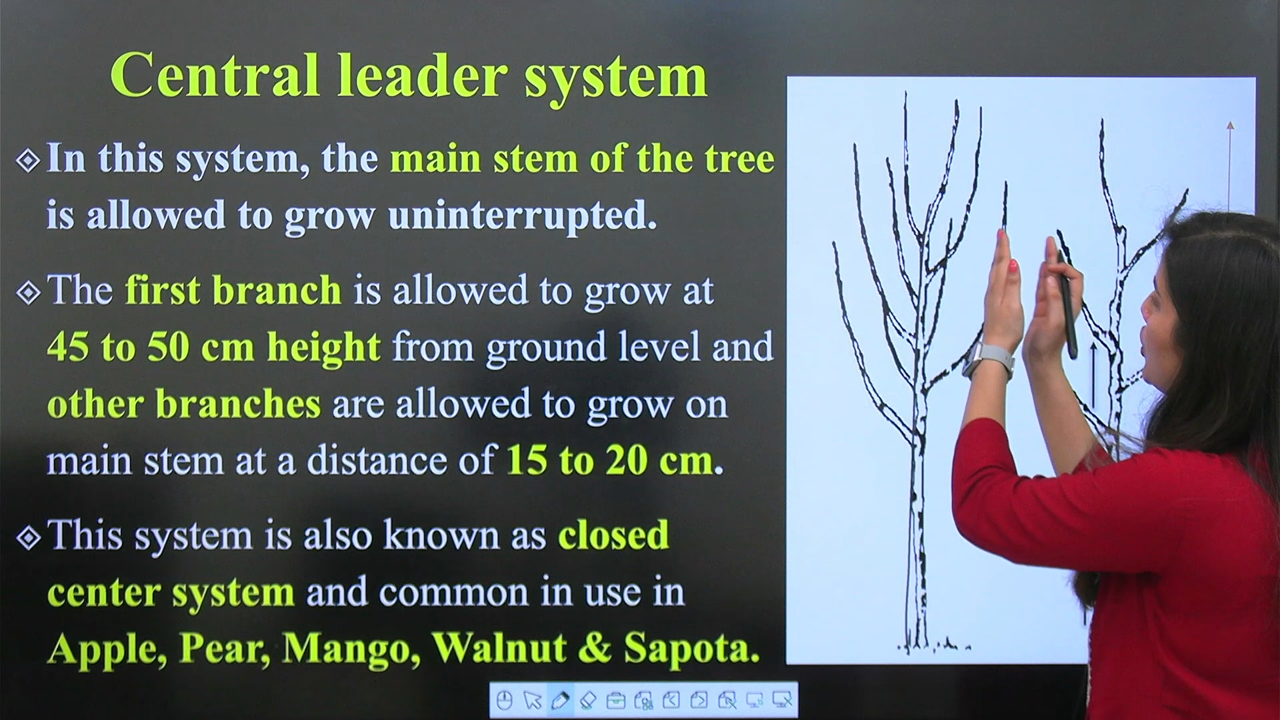 Central leader system
In this system, the main stem of the tree
is allowed to grow uninterrupted.
The first branch is allowed to grow at
45 to 50 cm height from ground level and
other branches are allowed to grow on
main stem at a distance of 15 to 20 cm.
This system is also known as closed
center system and common in use in
Apple, Pear, Mango, Walnut & Sapota.